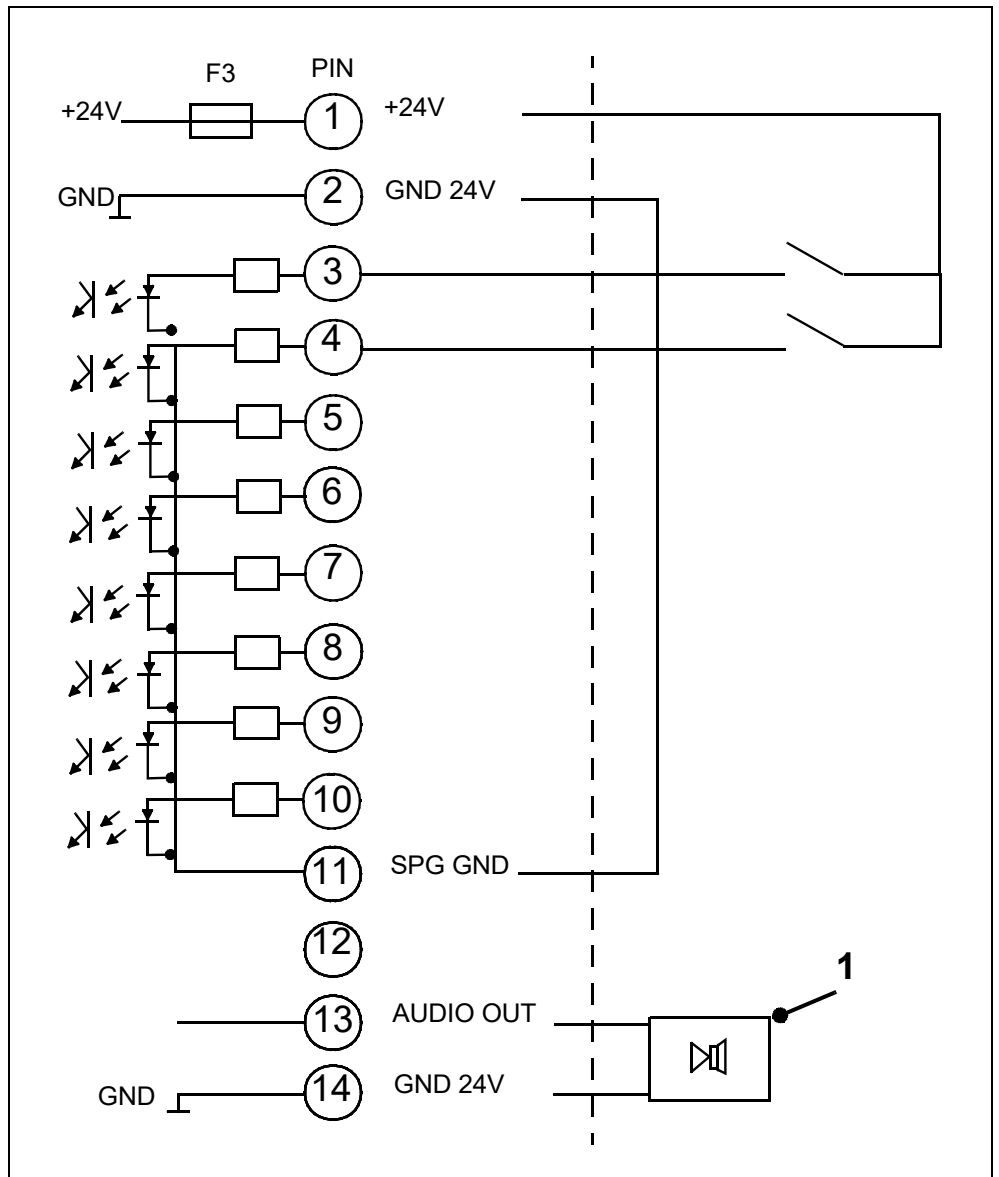 F3 PIN
+24V 1 +24V
GND 2 GND 24V
3
4
5
6
7
8
9
10
11 SPG GND
12
1
13 AUDIO OUT
14 GND 24V
GND